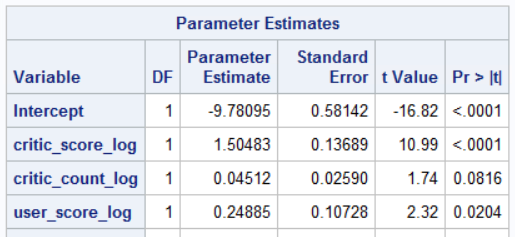 Parameter Estimates
Variable DF Parameter Estimate Standard Error t Value Pr > |t|
Intercept 1 -9.78095 0.58142 -16.82 <.0001
critic_score_log 1 1.50483 0.13689 10.99 <.0001
critic_count_log 1 0.04512 0.02590 1.74 0.0816
user_score_log 1 0.24885 0.10728 2.32 0.0204